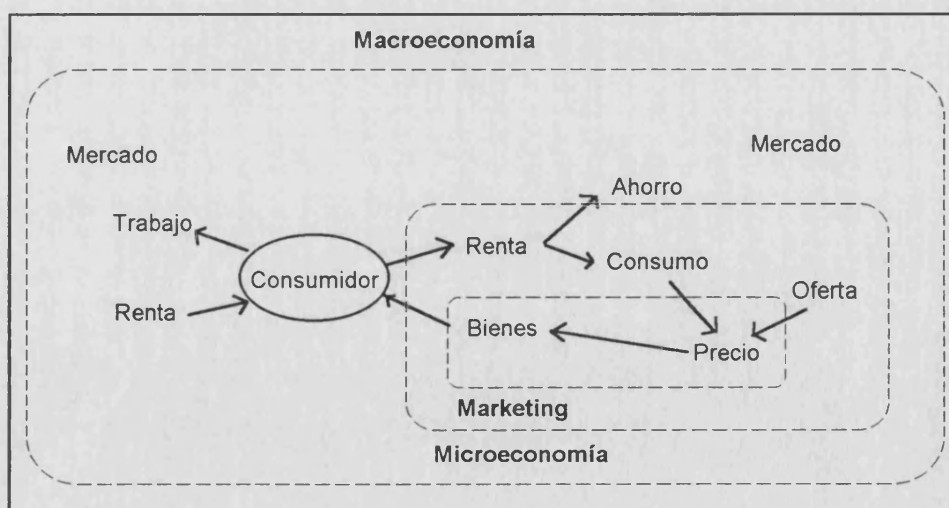 Macroeconomía
Mercado
Mercado
Ahorro
Trabajo
Renta
Consumo
Consumidor
Oferta
Renta
Bienes
Precio
Marketing
Microeconomía